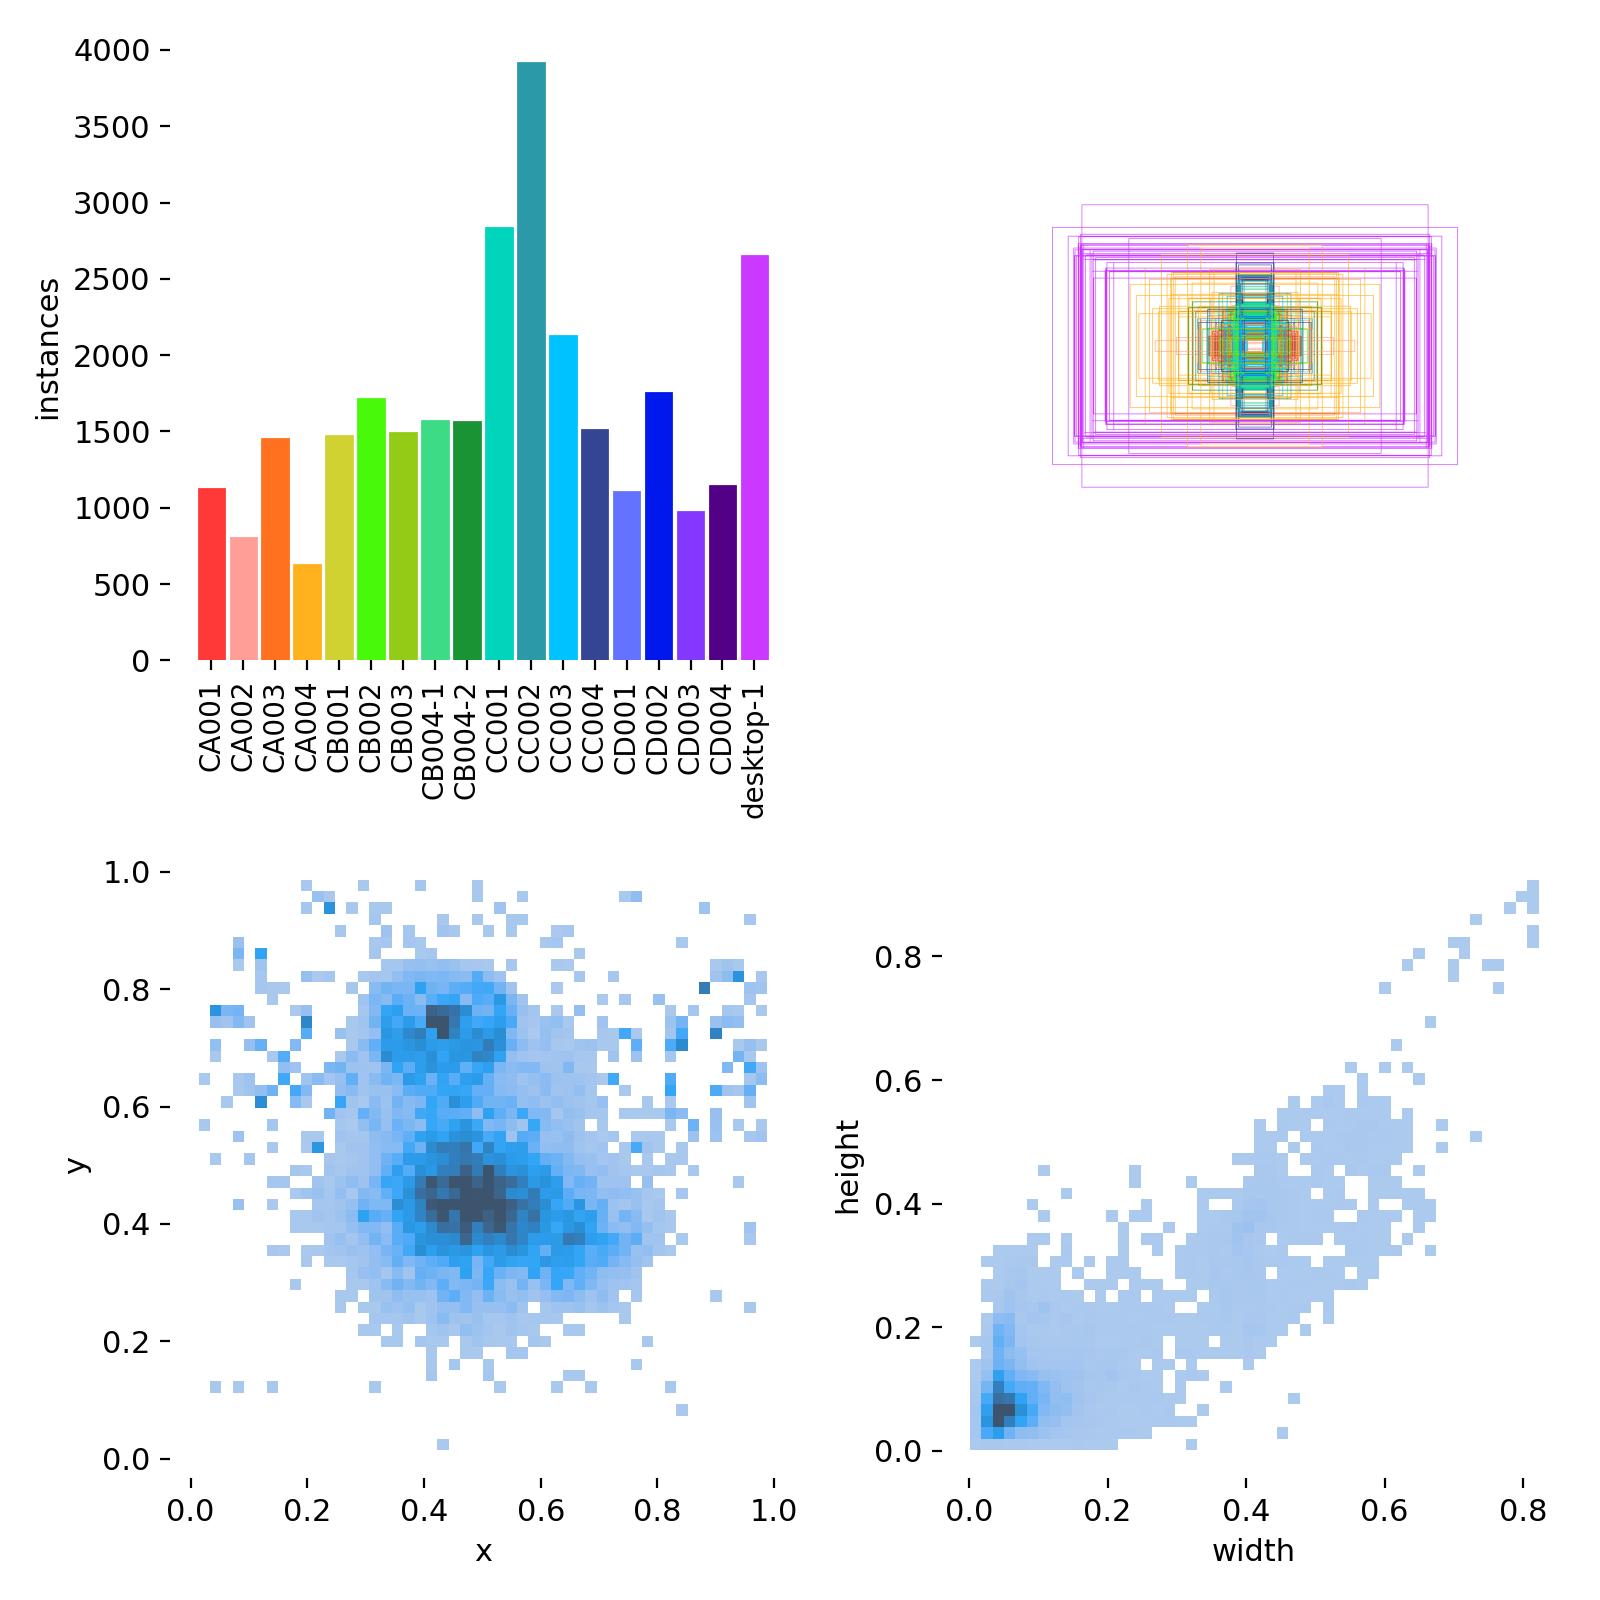 4000
3500
3000
2500
2000
1500
1000
500
0
instances
CA001
CA002
CA003
CA004
CB001
CB002
CB003
CB004-1
CB004-2
CC001
CC002
CC003
CC004
CD001
CD002
CD003
CD004
desktop-1
1.0
0.8
0.6
0.4
0.2
0.0
y
0.0 0.2 0.4 0.6 0.8 1.0
x
0.8
0.6
0.4
0.2
0.0
height
0.0 0.2 0.4 0.6 0.8
width